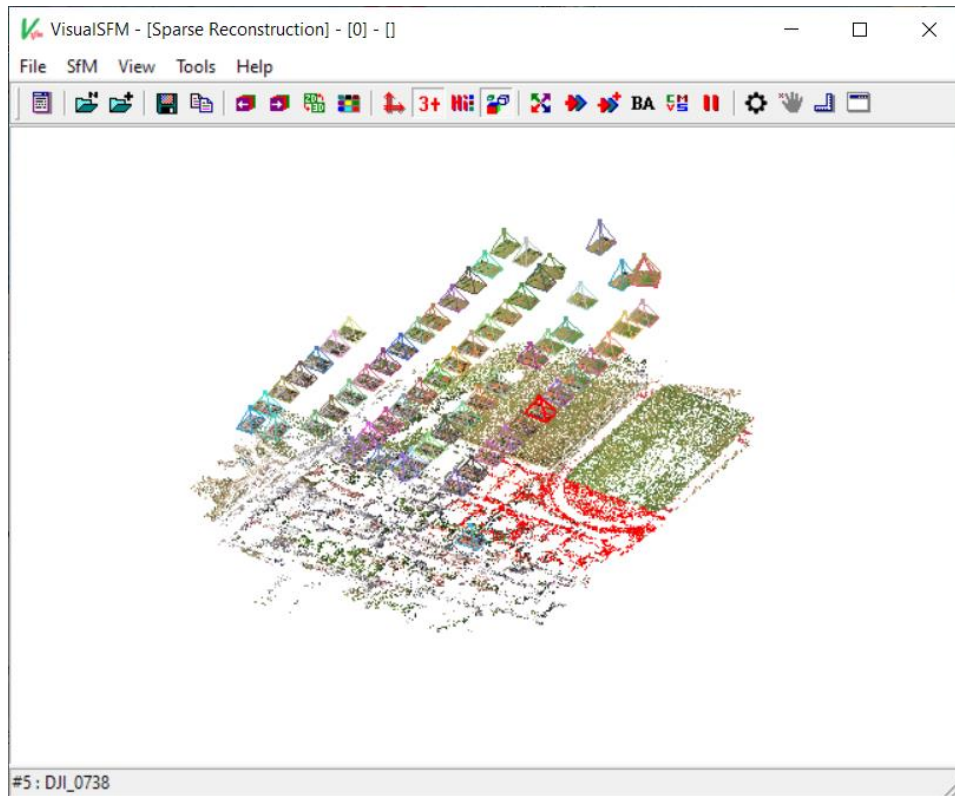 VisualSFM - [Sparse Reconstruction] - [0] - []
File SfM View Tools Help
3+ BA
#5 : DJI_0738